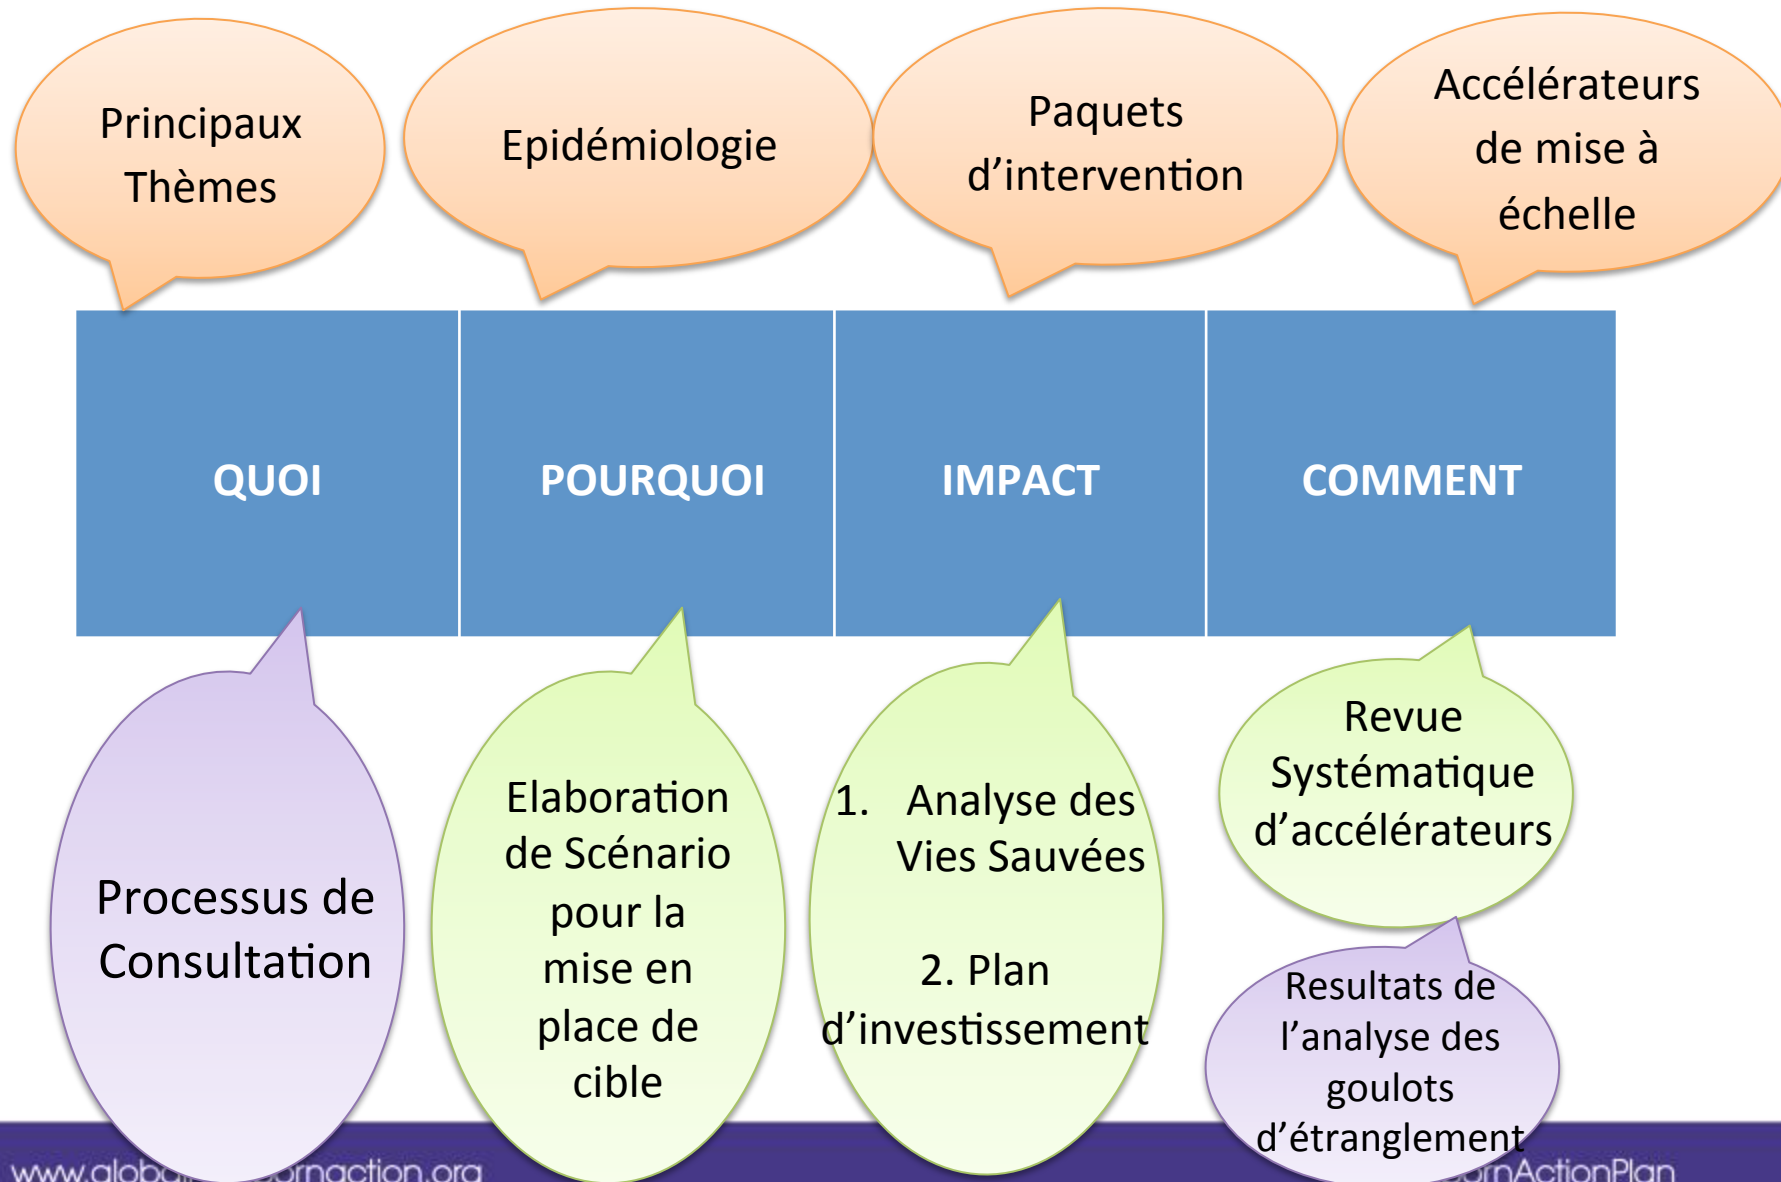 Principaux
Thèmes
Epidémiologie
Paquets
d'intervention
Accélérateurs
de mise à
échelle
QUOI
POURQUOI
IMPACT
COMMENT
Processus de
Consultation
Elaboration
de Scénario
pour la
mise en
place de
cible
1. Analyse des
Vies Sauvées
2. Plan
d'investissement
Revue
Systématique
d'accélérateurs
Resultats de
l'analyse des
goulots
d'étranglement